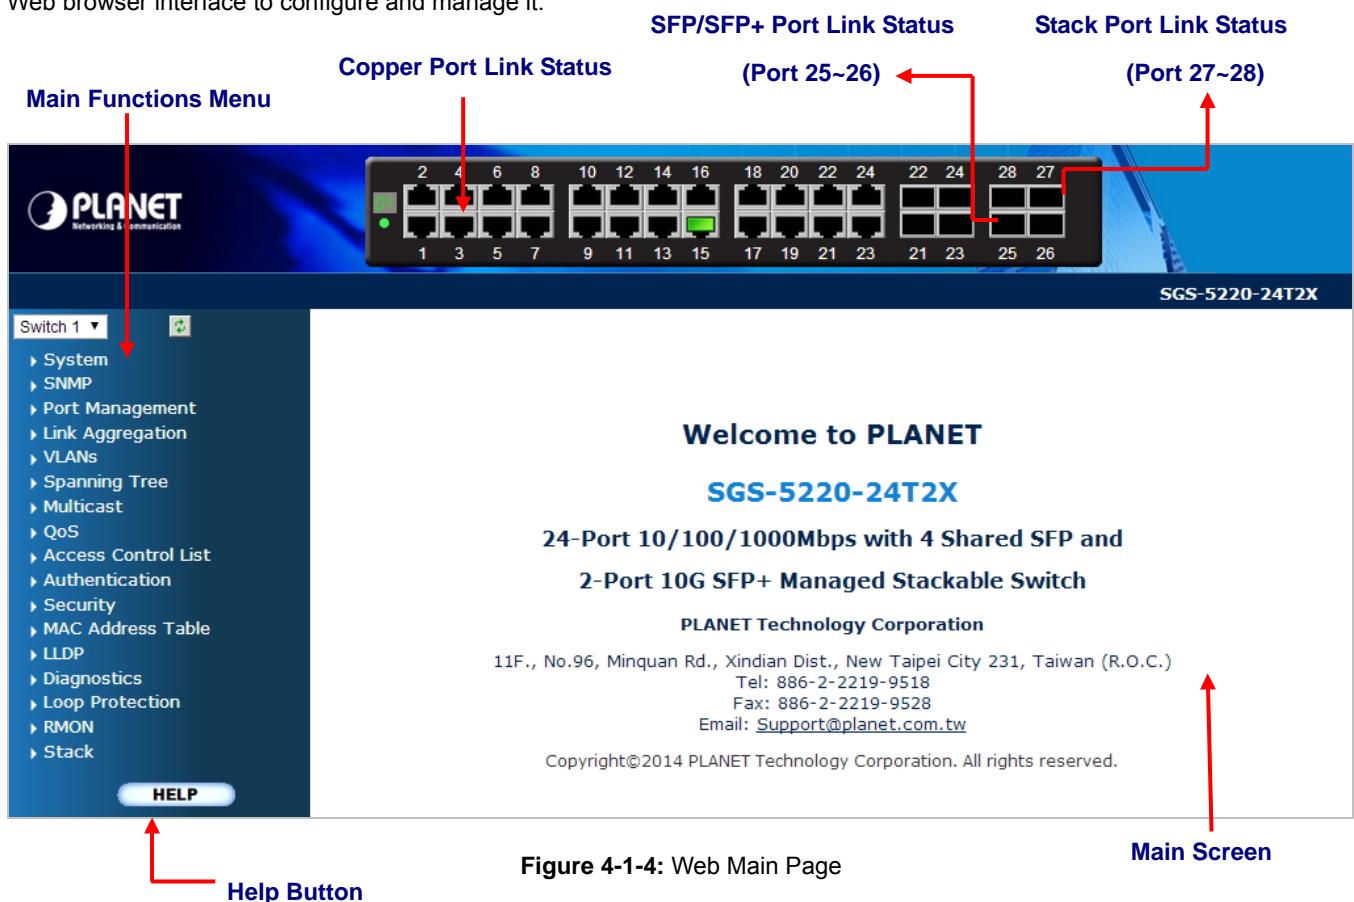 Web browser interface to configure and manage it.
SFP/SFP+ Port Link Status
(Port 25~26)
Stack Port Link Status
(Port 27~28)
Copper Port Link Status
Main Functions Menu
PLANET
Networking & Communication
2 4 6 8 10 12 14 16 18 20 22 24 22 24 28 27
1 3 5 7 9 11 13 15 17 19 21 23 21 23 25 26
SGS-5220-24T2X
Switch 1
System
SNMP
Port Management
Link Aggregation
VLANs
Spanning Tree
Multicast
QoS
Access Control List
Authentication
Security
MAC Address Table
LLDP
Diagnostics
Loop Protection
RMON
Stack
HELP
Welcome to PLANET
SGS-5220-24T2X
24-Port 10/100/1000Mbps with 4 Shared SFP and
2-Port 10G SFP+ Managed Stackable Switch
PLANET Technology Corporation
11F., No.96, Minquan Rd., Xindian Dist., New Taipei City 231, Taiwan (R.O.C.)
Tel: 886-2-2219-9518
Fax: 886-2-2219-9528
Email: Support@planet.com.tw
Copyright©2014 PLANET Technology Corporation. All rights reserved.
Main Screen
Figure 4-1-4: Web Main Page
Help Button